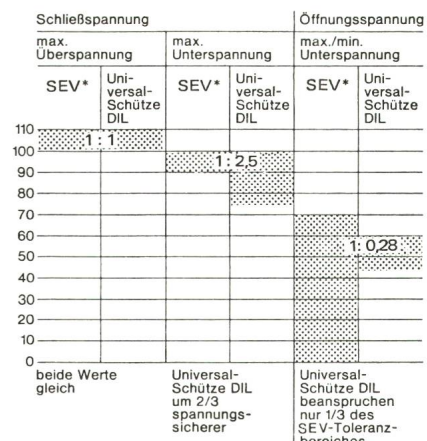 Schließspannung
Öffnungsspannung
max.
Überspannung
max.
Unterspannung
max./min.
Unterspannung
SEV*
Uni-
versal-
Schütze
DIL
SEV*
Uni-
versal-
Schütze
DIL
SEV*
Uni-
versal-
Schütze
DIL
110
100
90
80
70
60
50
40
30
20
10
0
1 : 1
1 : 2,5
1: 0,28
beide Werte
gleich
Universal-
Schütze DIL
um 2/3
spannungs-
sicherer
Universal-
Schütze DIL
beanspruchen
nur 1/3 des
SEV-Toleranz-
bereiches